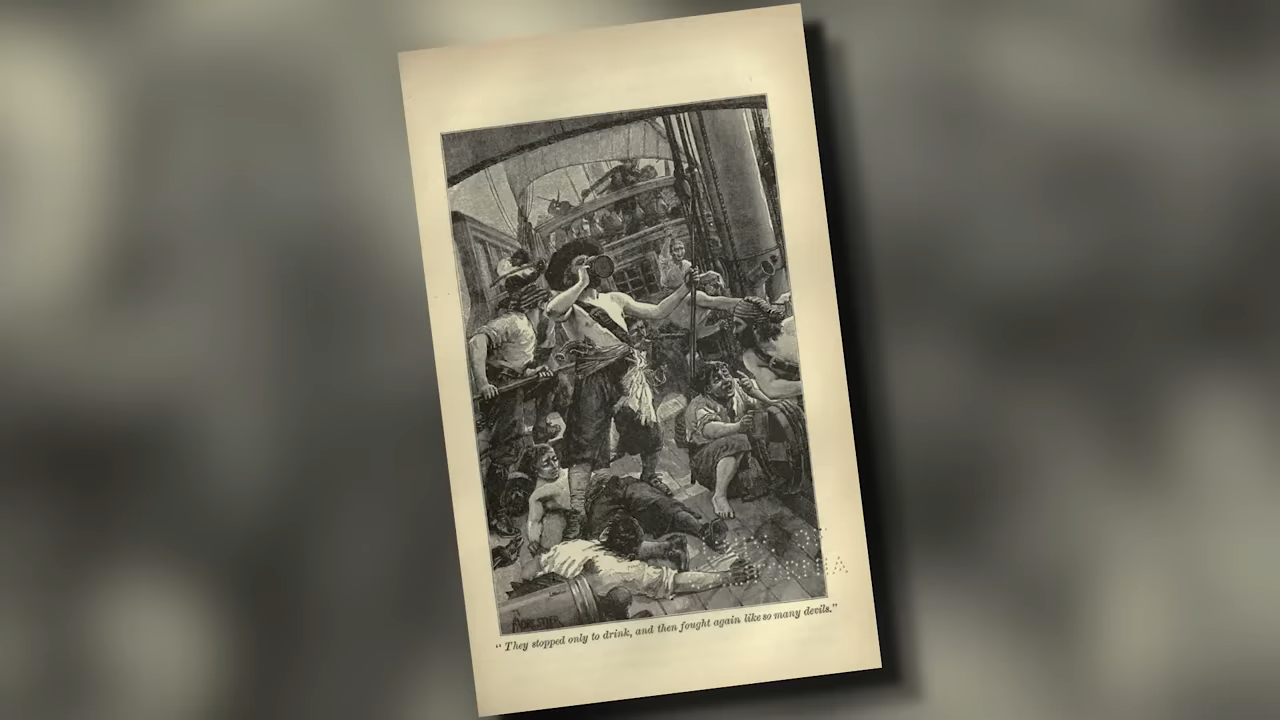 "They stopped only to drink, and then fought again like so many devils."